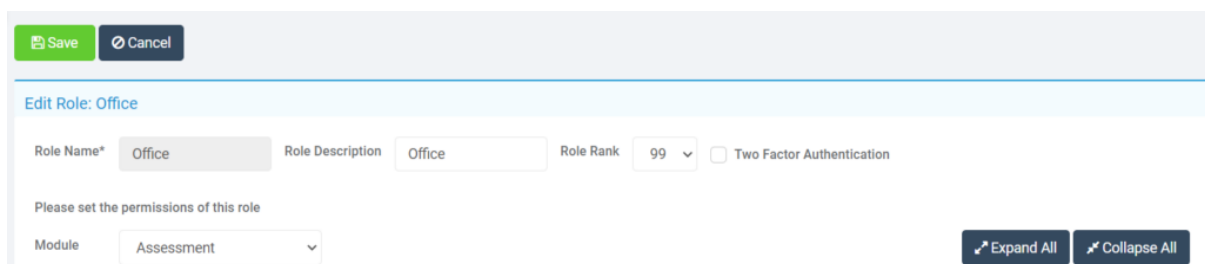 Save Cancel
Edit Role: Office
Role Name* Office Role Description Office Role Rank 99 Two Factor Authentication
Please set the permissions of this role
Module Assessment Expand All Collapse All